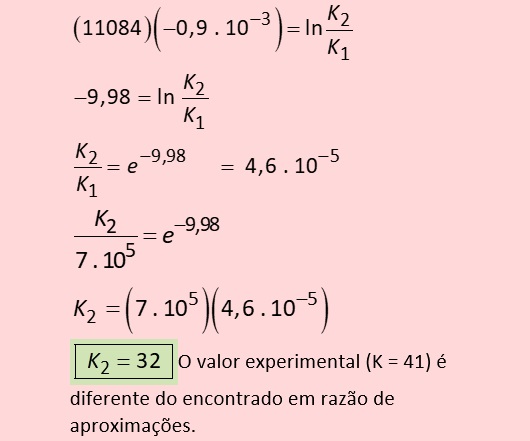 (11084)(−0,9 . 10⁻³) = ln K₂/K₁
−9,98 = ln K₂/K₁
K₂/K₁ = e⁻⁹,⁹⁸ = 4,6 . 10⁻⁵
K₂/7 . 10⁵ = e⁻⁹,⁹⁸
K₂ = (7 . 10⁵)(4,6 . 10⁻⁵)
K₂ = 32 O valor experimental (K = 41) é
diferente do encontrado em razão de
aproximações.